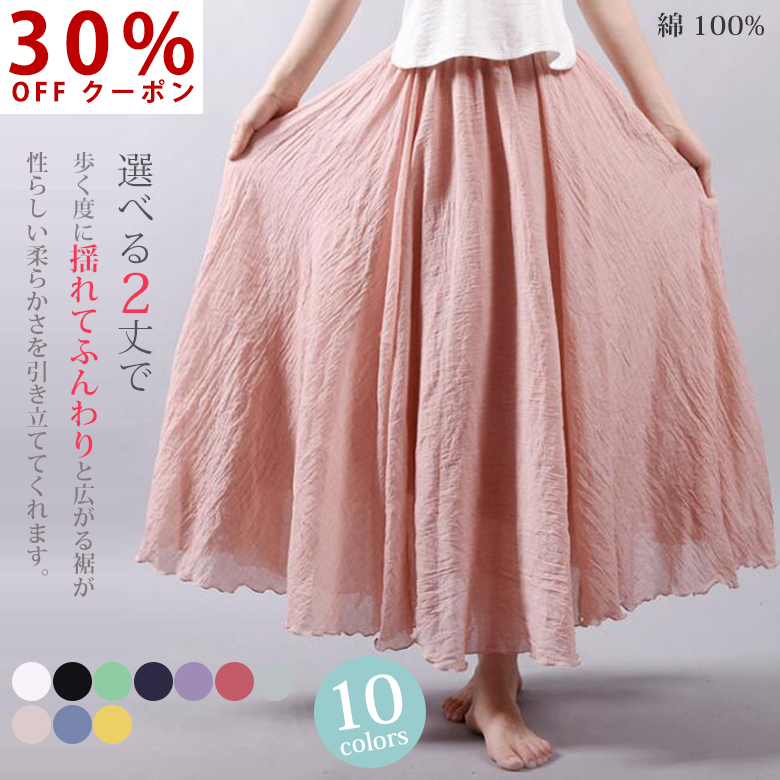 30%
OFF クーポン
綿 100%
選べる2丈で
歩く度に揺れてふんわりと広がる裾が
性らしい柔らかさを引き立ててくれます。
10
colors